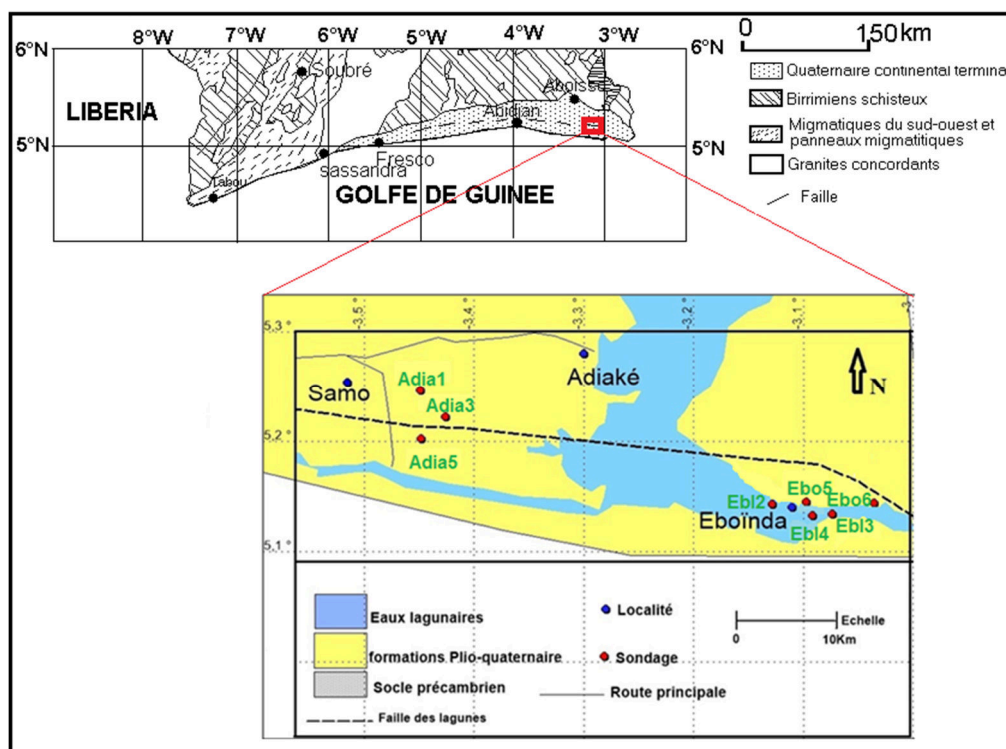 8°W 6°W 4°W
6°N 7°W 5°W 3°W 6°N
0 150 km
Soubré
Quaternaire continental termina
LIBERIA
Aboisso
Birrimiens schisteux
Abidjan
Migmatiques du sud-ouest et
panneaux migmatitiques
5°N 5°N
Fresco
sassandra
Granites concordants
Tabou
GOLFE DE GUINEE
Faille
-3.5 -3.4 -3.3 -3.2 -3.1
5.3°
Adiaké
Samo
Adia1
Adia3
N
5.2°
Adia5
Ebl2 Ebo5 Ebo6
Eboïnda
Ebl4 Ebl3
5.1°
Eaux lagunaires
Localité
Echelle
0 10Km
formations Plio-quaternaire
Sondage
Socle précambrien
Route principale
Faille des lagunes